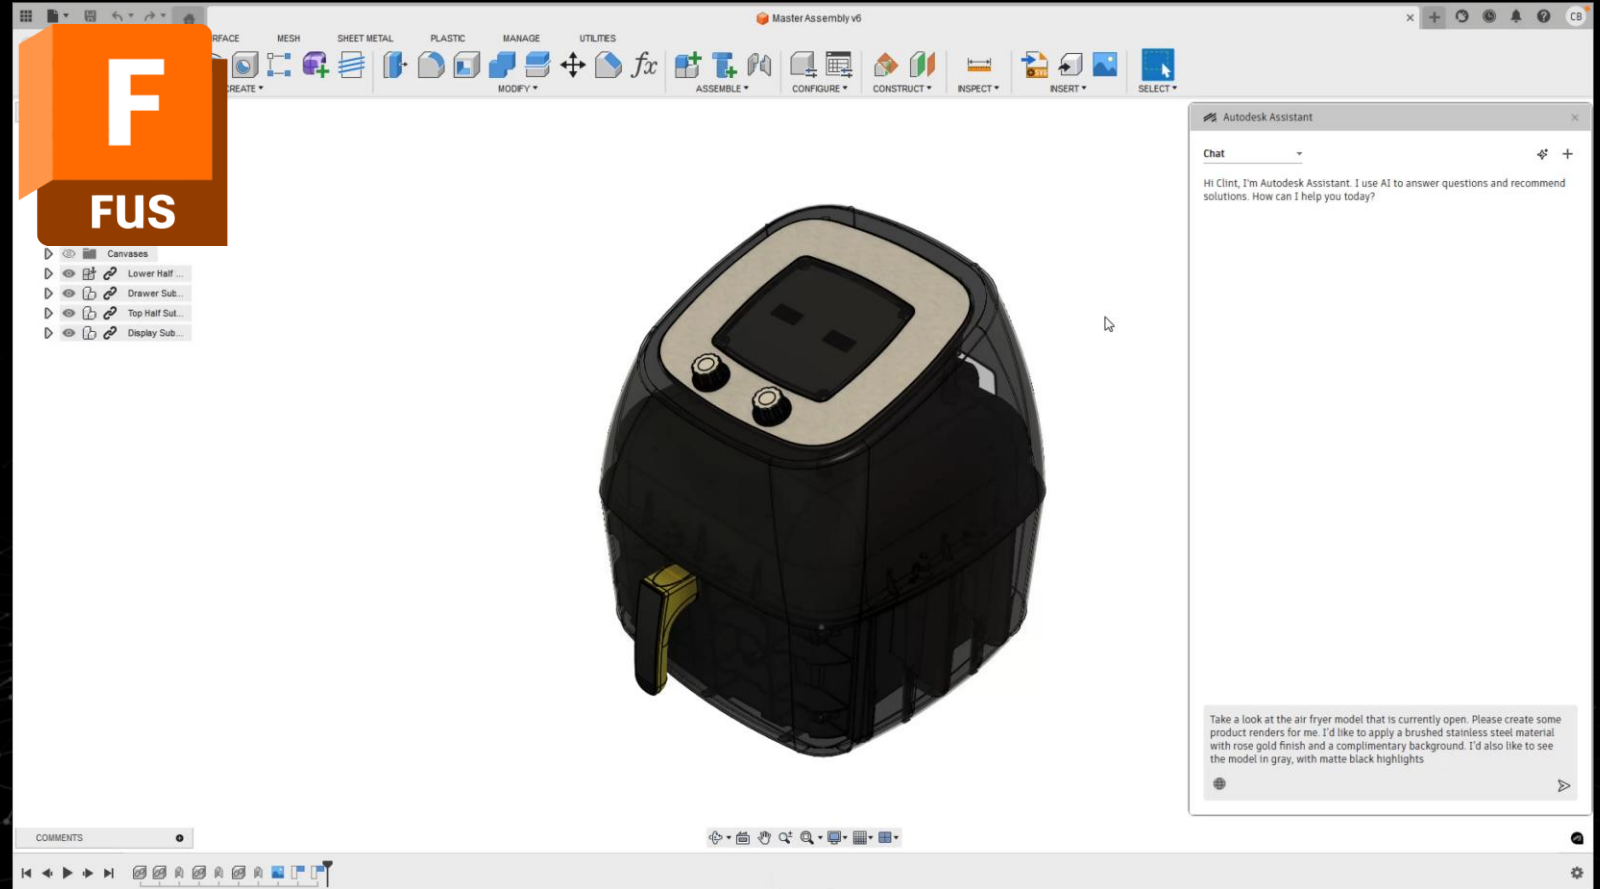 Master Assembly v6
CB
RFACE
MESH
SHEET METAL
PLASTIC
MANAGE
UTILITIES
fx
SVG
CREATE
MODIFY
ASSEMBLE
CONFIGURE
CONSTRUCT
INSPECT
INSERT
SELECT
F
FUS
Canvases
Lower Half ...
Drawer Sub...
Top Half Sut...
Display Sub...
Autodesk Assistant
Chat
Hi Clint, I'm Autodesk Assistant. I use AI to answer questions and recommend
solutions. How can I help you today?
Take a look at the air fryer model that is currently open. Please create some
product renders for me. I'd like to apply a brushed stainless steel material
with rose gold finish and a complimentary background. I'd also like to see
the model in gray, with matte black highlights
COMMENTS